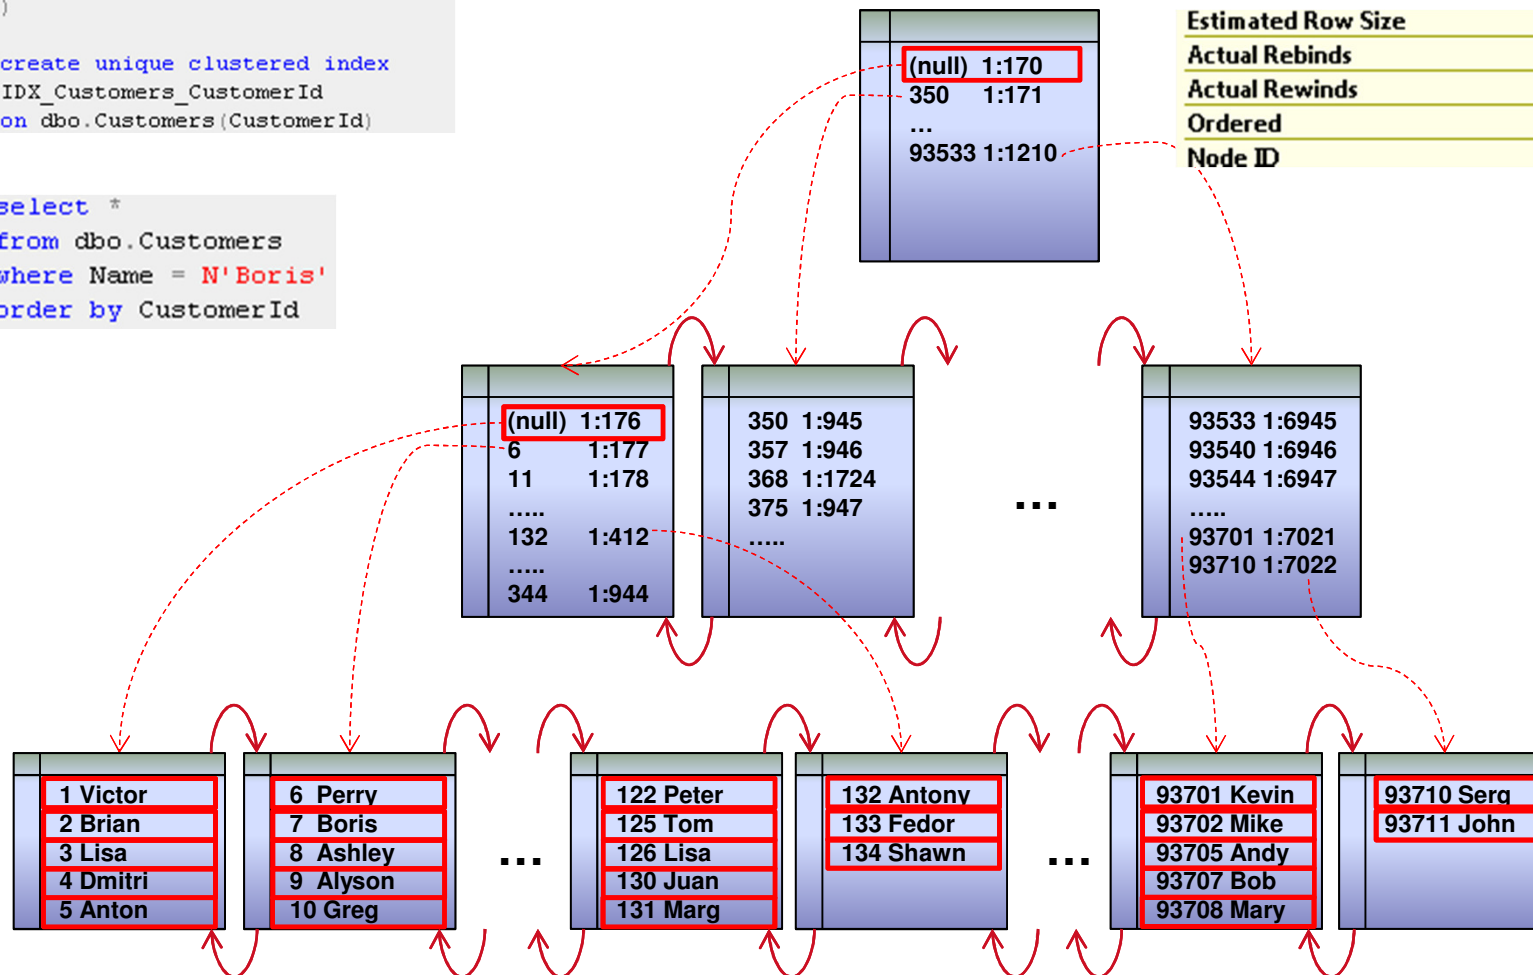 )
create unique clustered index
IDX_Customers_CustomerId
on dbo.Customers(CustomerId)
select *
from dbo.Customers
where Name = N'Boris'
order by CustomerId
(null) 1:170
350 1:171
...
93533 1:1210
Estimated Row Size
Actual Rebinds
Actual Rewinds
Ordered
Node ID
(null) 1:176
6 1:177
11 1:178
.....
132 1:412
.....
344 1:944
350 1:945
357 1:946
368 1:1724
375 1:947
.....
...
93533 1:6945
93540 1:6946
93544 1:6947
.....
93701 1:7021
93710 1:7022
1 Victor
2 Brian
3 Lisa
4 Dmitri
5 Anton
6 Perry
7 Boris
8 Ashley
9 Alyson
10 Greg
...
122 Peter
125 Tom
126 Lisa
130 Juan
131 Marg
132 Antony
133 Fedor
134 Shawn
...
93701 Kevin
93702 Mike
93705 Andy
93707 Bob
93708 Mary
93710 Serg
93711 John